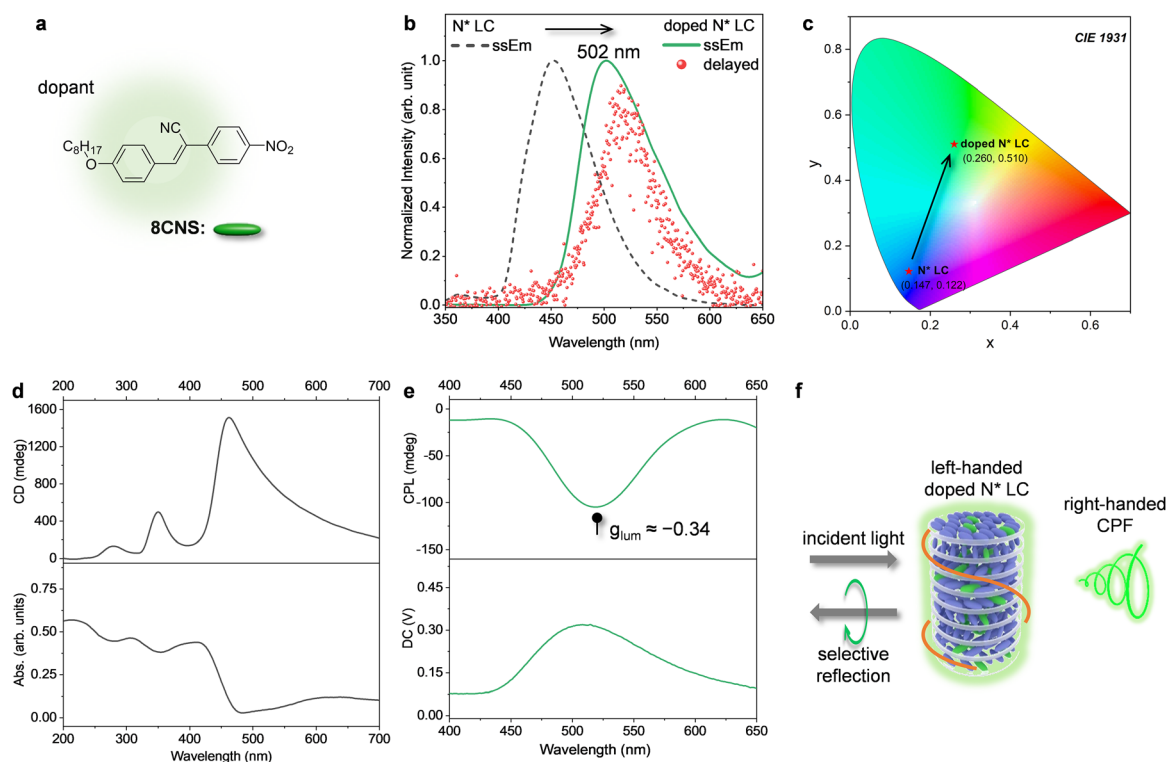 a
dopant
C8H17
O
CN
NO2
8CNS:
b
N* LC
ssEm
502 nm
doped N* LC
ssEm
delayed
Normalized Intensity (arb. unit)
1.0
0.8
0.6
0.4
0.2
0.0
350 400 450 500 550 600 650
Wavelength (nm)
c
CIE 1931
y
0.8
0.6
0.4
0.2
0.0
doped N* LC
(0.260, 0.510)
N* LC
(0.147, 0.122)
0.0 0.2 0.4 0.6
x
d
200 300 400 500 600 700
CD (mdeg)
1600
1200
800
400
0
Abs. (arb. units)
0.75
0.50
0.25
0.00
200 300 400 500 600 700
Wavelength (nm)
e
400 450 500 550 600 650
CPL (mdeg)
0
-50
-100
-150
glum ≈ −0.34
DC (V)
0.45
0.30
0.15
0.00
400 450 500 550 600 650
Wavelength (nm)
f
left-handed
doped N* LC
right-handed
CPF
incident light
selective
reflection